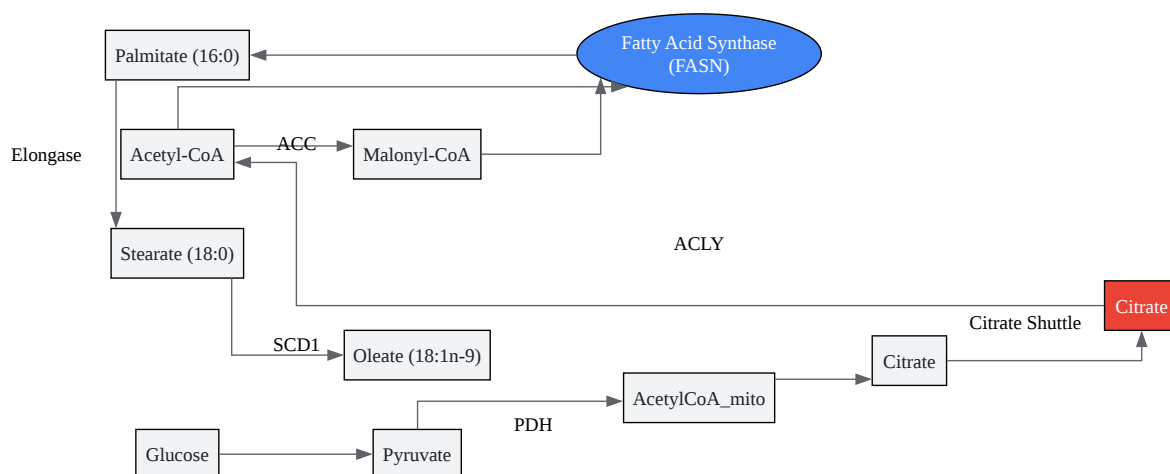 Palmitate (16:0)
Fatty Acid Synthase
(FASN)
Acetyl-CoA
ACC
Malonyl-CoA
Elongase
Stearate (18:0)
ACLY
Citrate
Citrate Shuttle
SCD1
Oleate (18:1n-9)
Citrate
AcetylCoA_mito
PDH
Glucose
Pyruvate